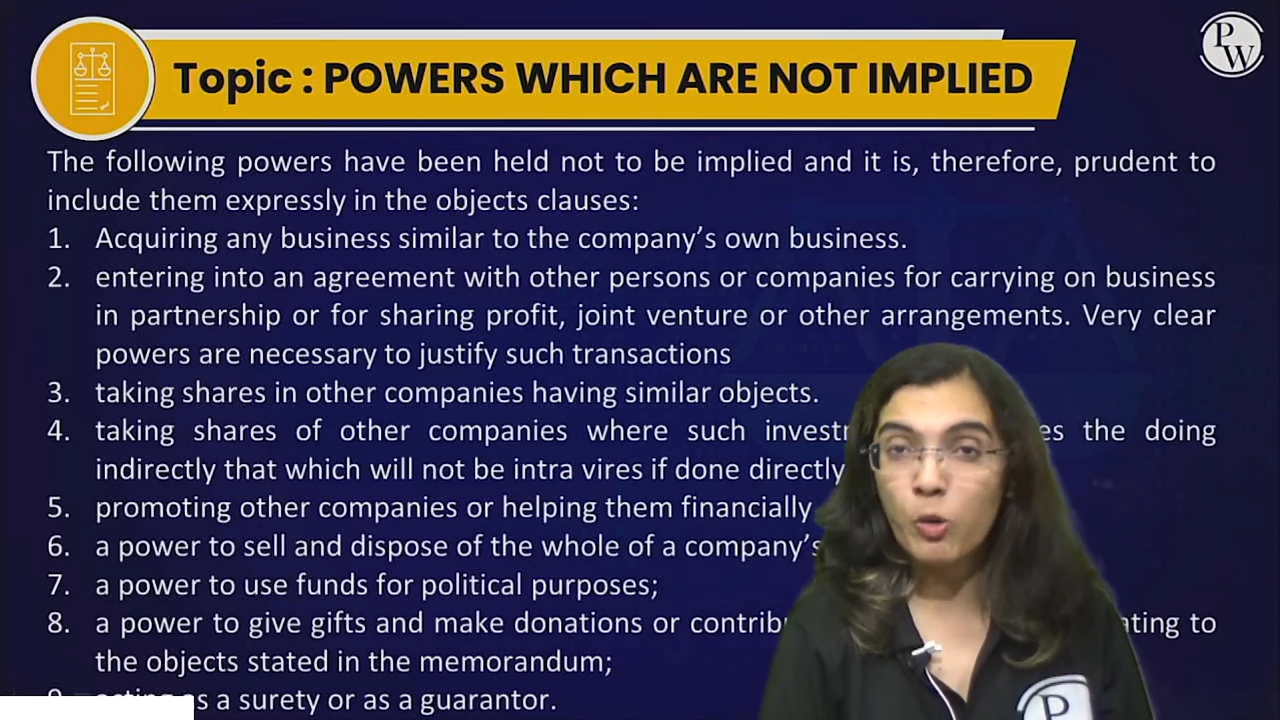 Topic : POWERS WHICH ARE NOT IMPLIED
PW
The following powers have been held not to be implied and it is, therefore, prudent to
include them expressly in the objects clauses:
1. Acquiring any business similar to the company's own business.
2. entering into an agreement with other persons or companies for carrying on business
in partnership or for sharing profit, joint venture or other arrangements. Very clear
powers are necessary to justify such transactions
3. taking shares in other companies having similar objects.
4. taking shares of other companies where such the doing
indirectly that which will not be intra vires if done directly
5. promoting other companies or helping them financially
6. a power to sell and dispose of the whole of a company's
7. a power to use funds for political purposes;
8. a power to give gifts and make donations or to
the objects stated in the memorandum;
as a surety or as a guarantor.
PW